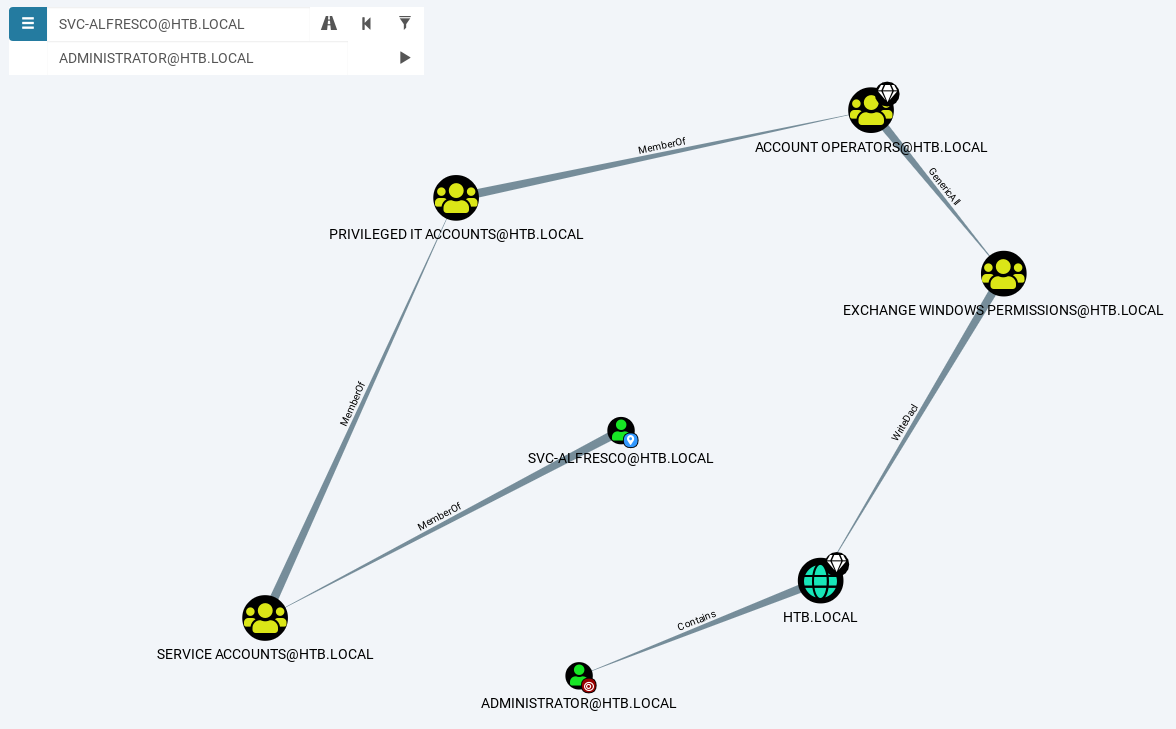 SVC-ALFRESCO@HTB.LOCAL
ADMINISTRATOR@HTB.LOCAL
MemberOf
ACCOUNT OPERATORS@HTB.LOCAL
GenericAll
PRIVILEGED IT ACCOUNTS@HTB.LOCAL
EXCHANGE WINDOWS PERMISSIONS@HTB.LOCAL
MemberOf
WriteDacl
SVC-ALFRESCO@HTB.LOCAL
MemberOf
HTB.LOCAL
Contains
SERVICE ACCOUNTS@HTB.LOCAL
ADMINISTRATOR@HTB.LOCAL